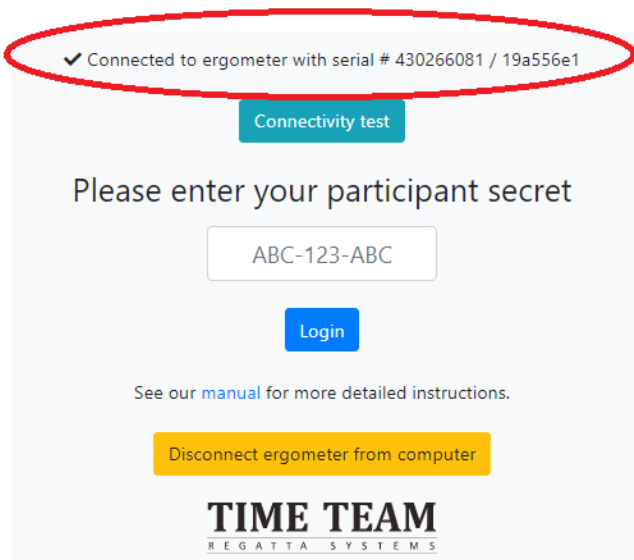 ✔ Connected to ergometer with serial # 430266081 / 19a556e1
Connectivity test
Please enter your participant secret
ABC-123-ABC
Login
See our manual for more detailed instructions.
Disconnect ergometer from computer
TIME TEAM
REGATTA SYSTEMS